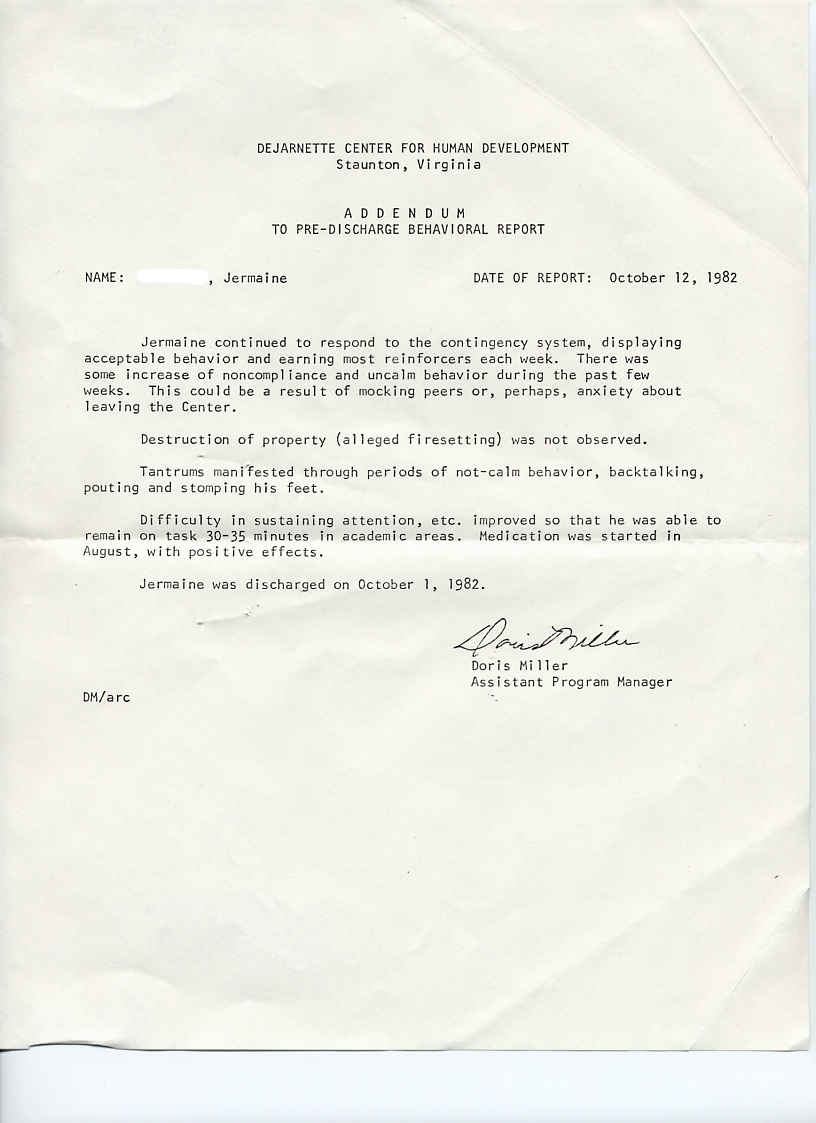 DEJARNETTE CENTER FOR HUMAN DEVELOPMENT
Staunton, Virginia
A D D E N D U M
TO PRE-DISCHARGE BEHAVIORAL REPORT
NAME: , Jermaine DATE OF REPORT: October 12, 1982
Jermaine continued to respond to the contingency system, displaying
acceptable behavior and earning most reinforcers each week. There was
some increase of noncompliance and uncalm behavior during the past few
weeks. This could be a result of mocking peers or, perhaps, anxiety about
leaving the Center.
Destruction of property (alleged firesetting) was not observed.
Tantrums manifested through periods of not-calm behavior, backtalking,
pouting and stomping his feet.
Difficulty in sustaining attention, etc. improved so that he was able to
remain on task 30-35 minutes in academic areas. Medication was started in
August, with positive effects.
Jermaine was discharged on October 1, 1982.
Doris Miller
Doris Miller
Assistant Program Manager
DM/arc